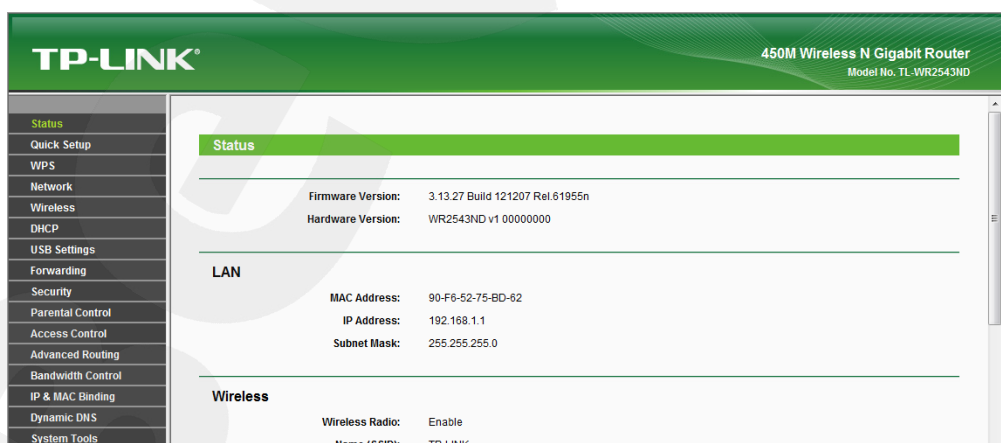 TP-LINK®
450M Wireless N Gigabit Router
Model No. TL-WR2543ND
Status
Quick Setup
WPS
Network
Wireless
DHCP
USB Settings
Forwarding
Security
Parental Control
Access Control
Advanced Routing
Bandwidth Control
IP & MAC Binding
Dynamic DNS
System Tools
Status
Firmware Version: 3.13.27 Build 121207 Rel.61955n
Hardware Version: WR2543ND v1 00000000
LAN
MAC Address: 90-F6-52-75-BD-62
IP Address: 192.168.1.1
Subnet Mask: 255.255.255.0
Wireless
Wireless Radio: Enable
Name (SSID): TP-LINK